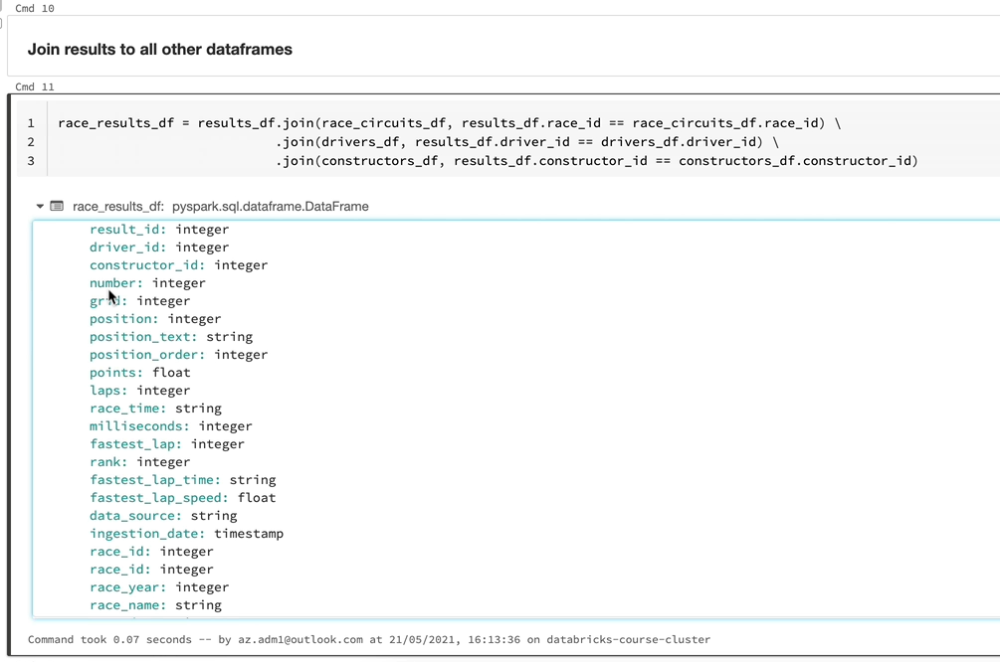 Cmd 10
Join results to all other dataframes
Cmd 11
1 race_results_df = results_df.join(race_circuits_df, results_df.race_id == race_circuits_df.race_id) \
2 .join(drivers_df, results_df.driver_id == drivers_df.driver_id) \
3 .join(constructors_df, results_df.constructor_id == constructors_df.constructor_id)
race_results_df: pyspark.sql.dataframe.DataFrame
result_id: integer
driver_id: integer
constructor_id: integer
number: integer
grid: integer
position: integer
position_text: string
position_order: integer
points: float
laps: integer
race_time: string
milliseconds: integer
fastest_lap: integer
rank: integer
fastest_lap_time: string
fastest_lap_speed: float
data_source: string
ingestion_date: timestamp
race_id: integer
race_id: integer
race_year: integer
race_name: string
Command took 0.07 seconds -- by az.adm1@outlook.com at 21/05/2021, 16:13:36 on databricks-course-cluster